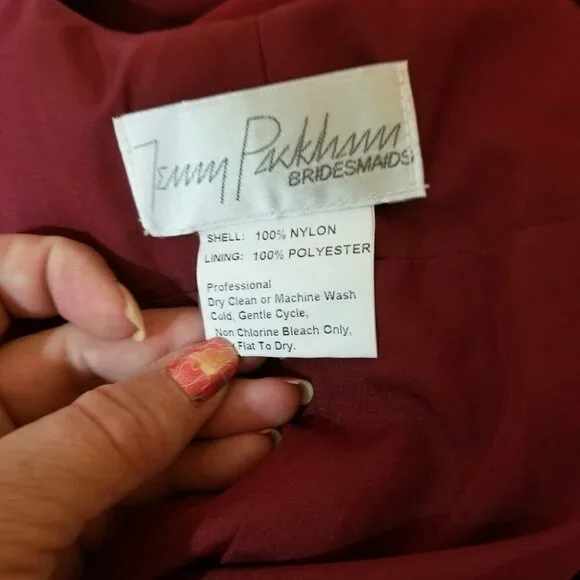 Jenny Packham
BRIDESMAIDS
SHELL: 100% NYLON
LINING: 100% POLYESTER
Professional
Dry Clean or Machine Wash
Cold, Gentle Cycle,
Non Chlorine Bleach Only,
Flat To Dry.